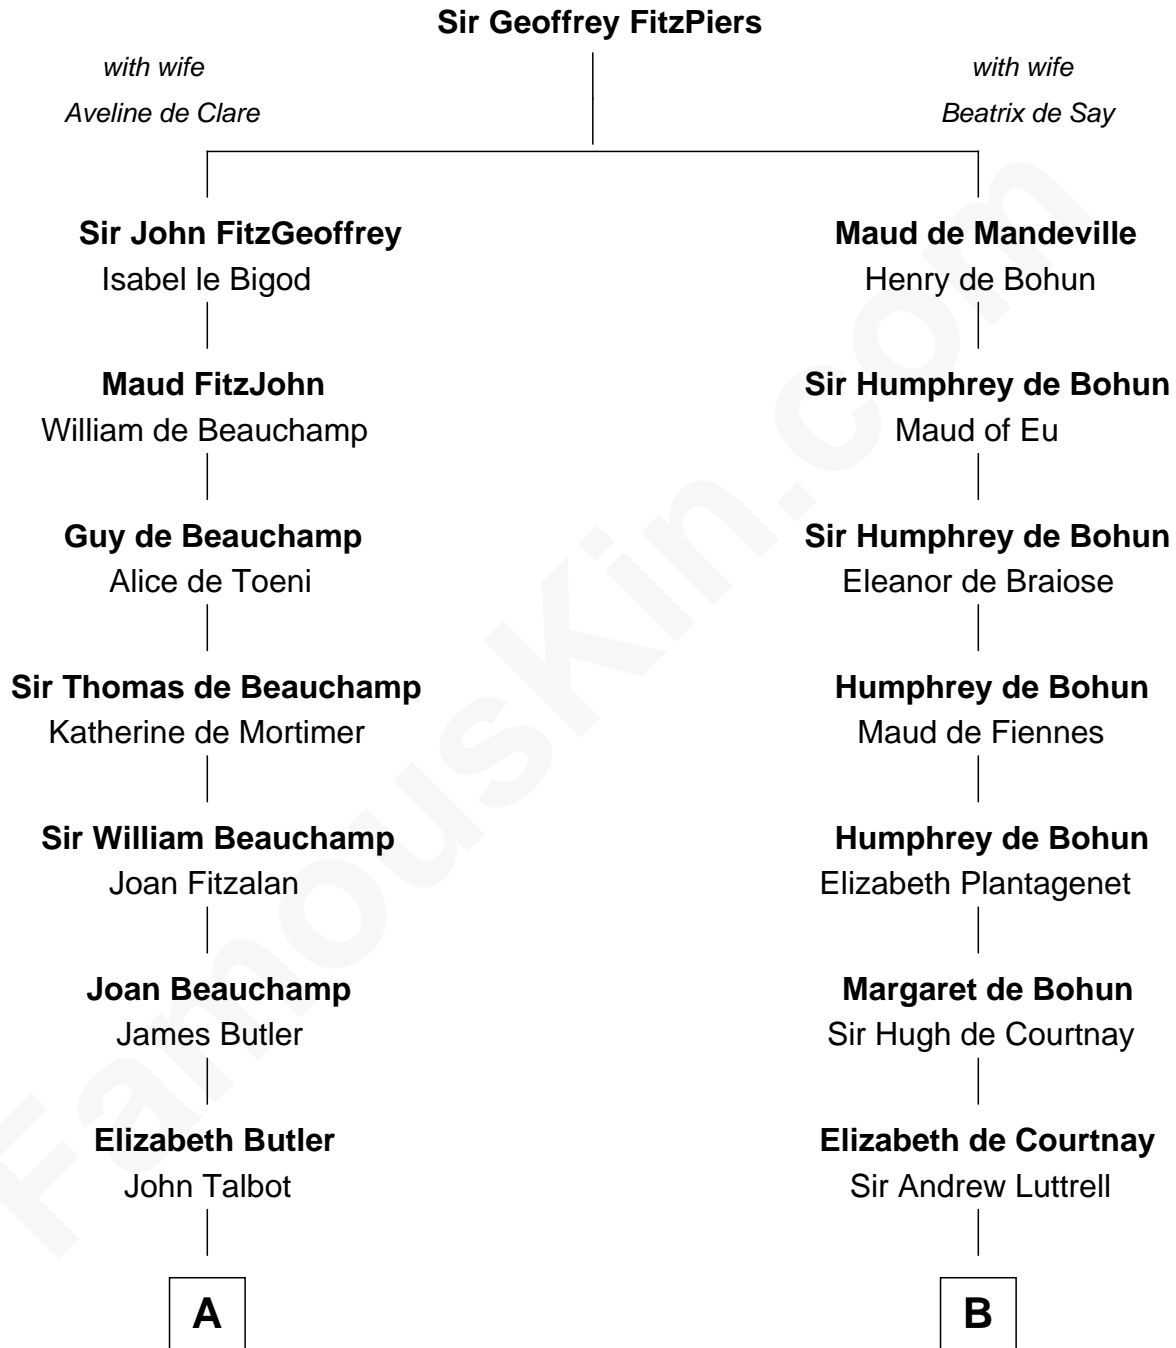 Sir Geoffrey FitzPiers
with wife
Aveline de Clare
with wife
Beatrix de Say
Sir John FitzGeoffrey
Isabel le Bigod
Maud de Mandeville
Henry de Bohun
Maud FitzJohn
William de Beauchamp
Sir Humphrey de Bohun
Maud of Eu
Guy de Beauchamp
Alice de Toeni
Sir Humphrey de Bohun
Eleanor de Braiose
Sir Thomas de Beauchamp
Katherine de Mortimer
Humphrey de Bohun
Maud de Fiennes
Sir William Beauchamp
Joan Fitzalan
Humphrey de Bohun
Elizabeth Plantagenet
Joan Beauchamp
James Butler
Margaret de Bohun
Sir Hugh de Courtnay
Elizabeth Butler
John Talbot
Elizabeth de Courtnay
Sir Andrew Luttrell
A
B
FamousKin.com